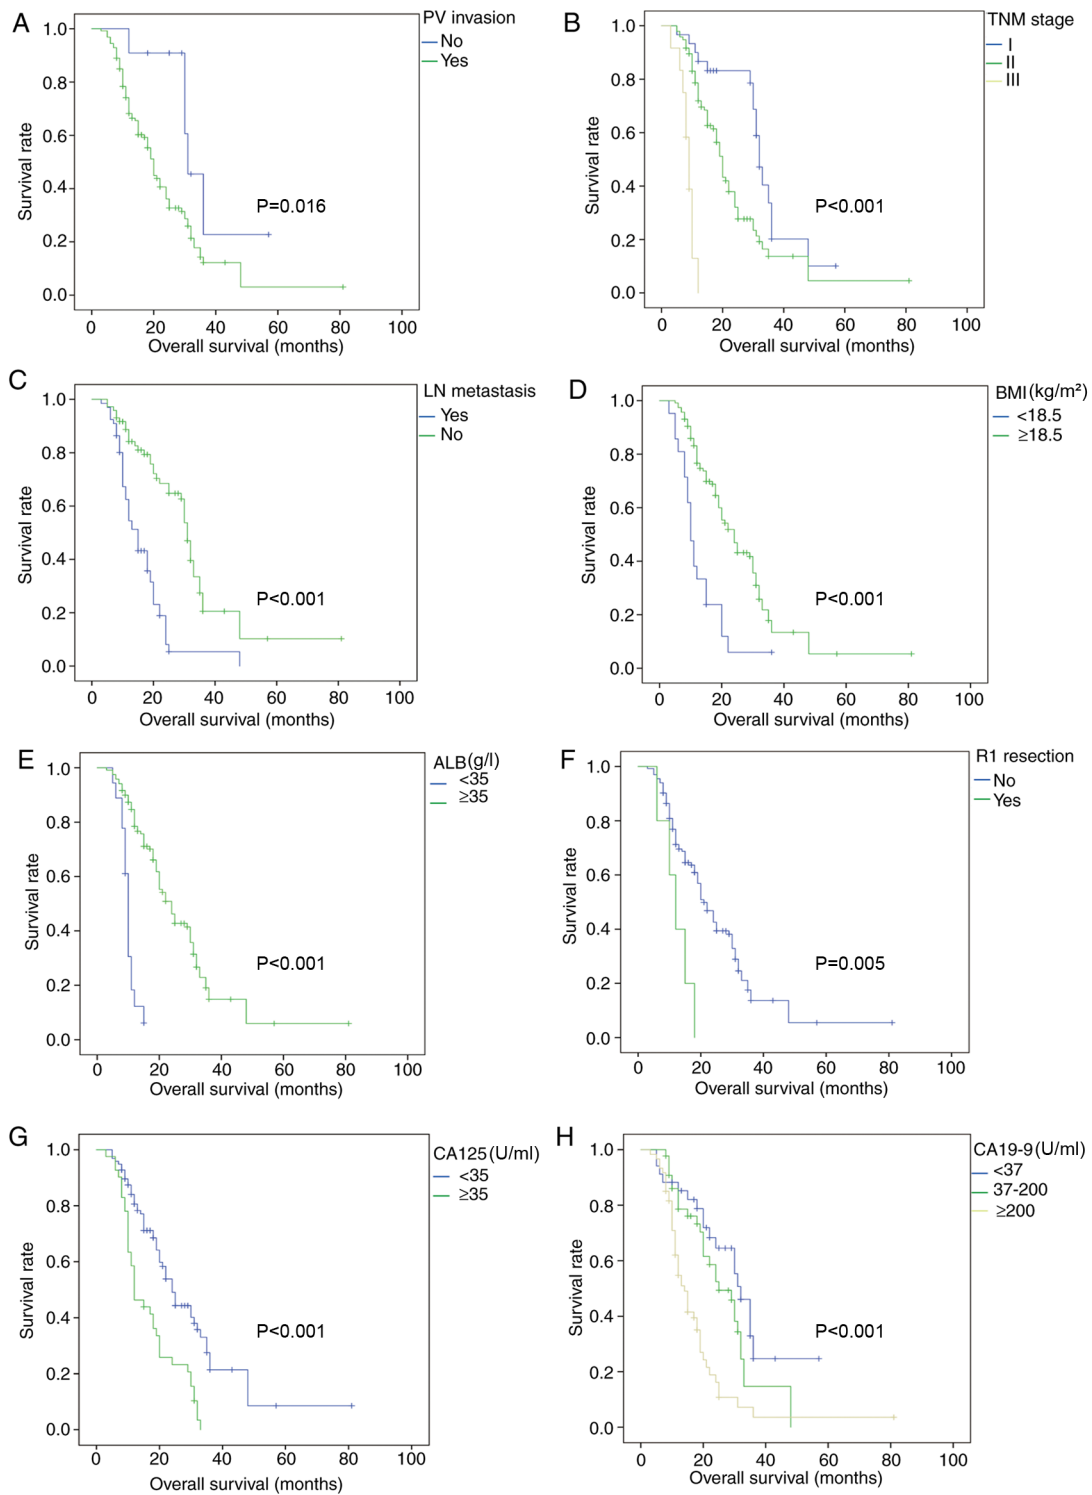 A
PV invasion
No
Yes
1.0
0.8
0.6
0.4
0.2
0.0
Survival rate
P=0.016
0 20 40 60 80 100
Overall survival (months)
B
TNM stage
I
II
III
1.0
0.8
0.6
0.4
0.2
0.0
Survival rate
P<0.001
0 20 40 60 80 100
Overall survival (months)
C
LN metastasis
Yes
No
1.0
0.8
0.6
0.4
0.2
0.0
Survival rate
P<0.001
0 20 40 60 80 100
Overall survival (months)
D
BMI (kg/m²)
<18.5
≥18.5
1.0
0.8
0.6
0.4
0.2
0.0
Survival rate
P<0.001
0 20 40 60 80 100
Overall survival (months)
E
ALB (g/l)
<35
≥35
1.0
0.8
0.6
0.4
0.2
0.0
Survival rate
P<0.001
0 20 40 60 80 100
Overall survival (months)
F
R1 resection
No
Yes
1.0
0.8
0.6
0.4
0.2
0.0
Survival rate
P=0.005
0 20 40 60 80 100
Overall survival (months)
G
CA125 (U/ml)
<35
≥35
1.0
0.8
0.6
0.4
0.2
0.0
Survival rate
P<0.001
0 20 40 60 80 100
Overall survival (months)
H
CA19-9 (U/ml)
<37
37-200
≥200
1.0
0.8
0.6
0.4
0.2
0.0
Survival rate
P<0.001
0 20 40 60 80 100
Overall survival (months)